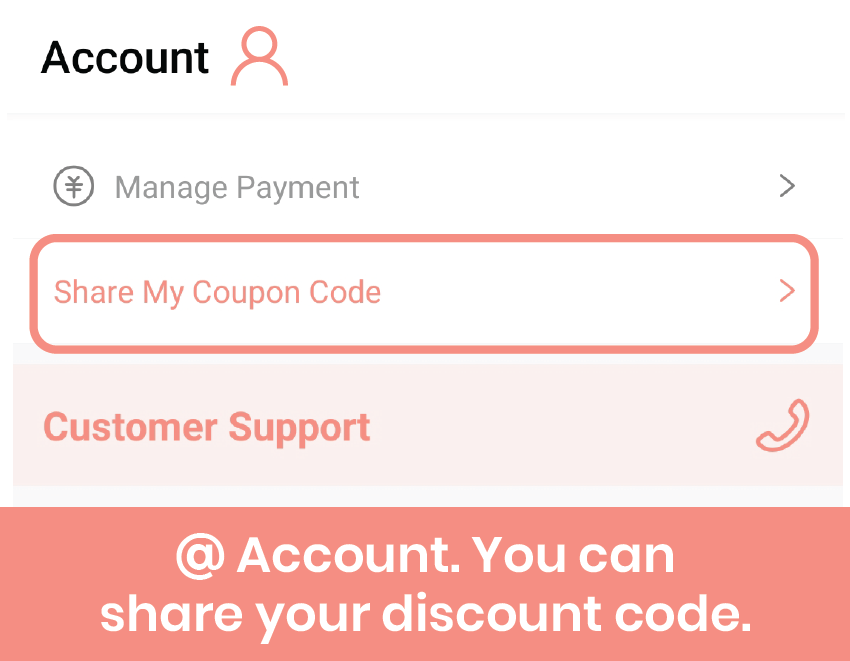 Account
Manage Payment
Share My Coupon Code
Customer Support
@ Account. You can
share your discount code.